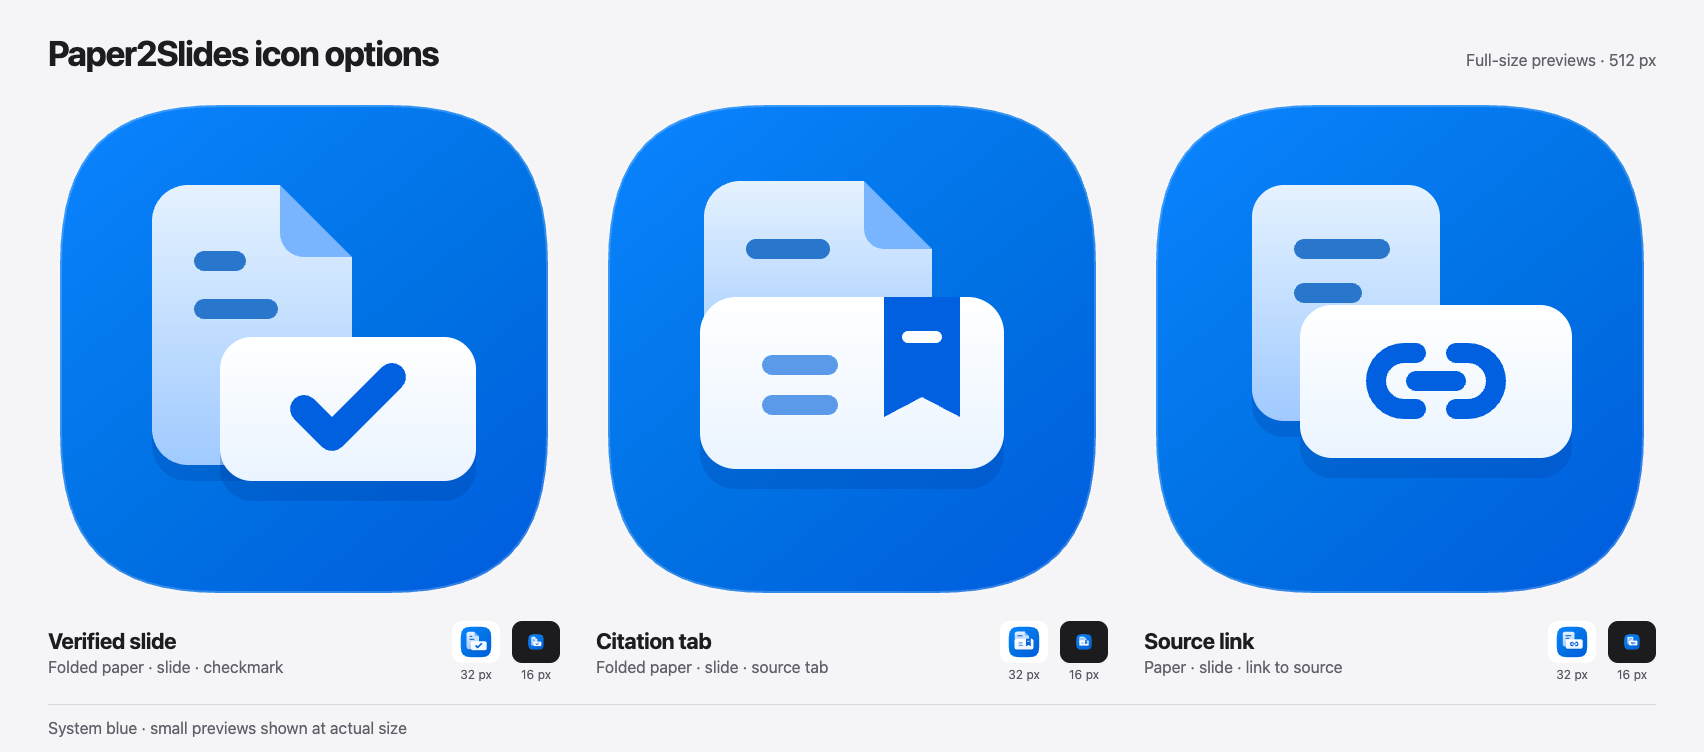 Paper2Slides icon options
Full-size previews · 512 px
Verified slide
Folded paper · slide · checkmark
32 px
16 px
Citation tab
Folded paper · slide · source tab
32 px
16 px
Source link
Paper · slide · link to source
32 px
16 px
System blue · small previews shown at actual size